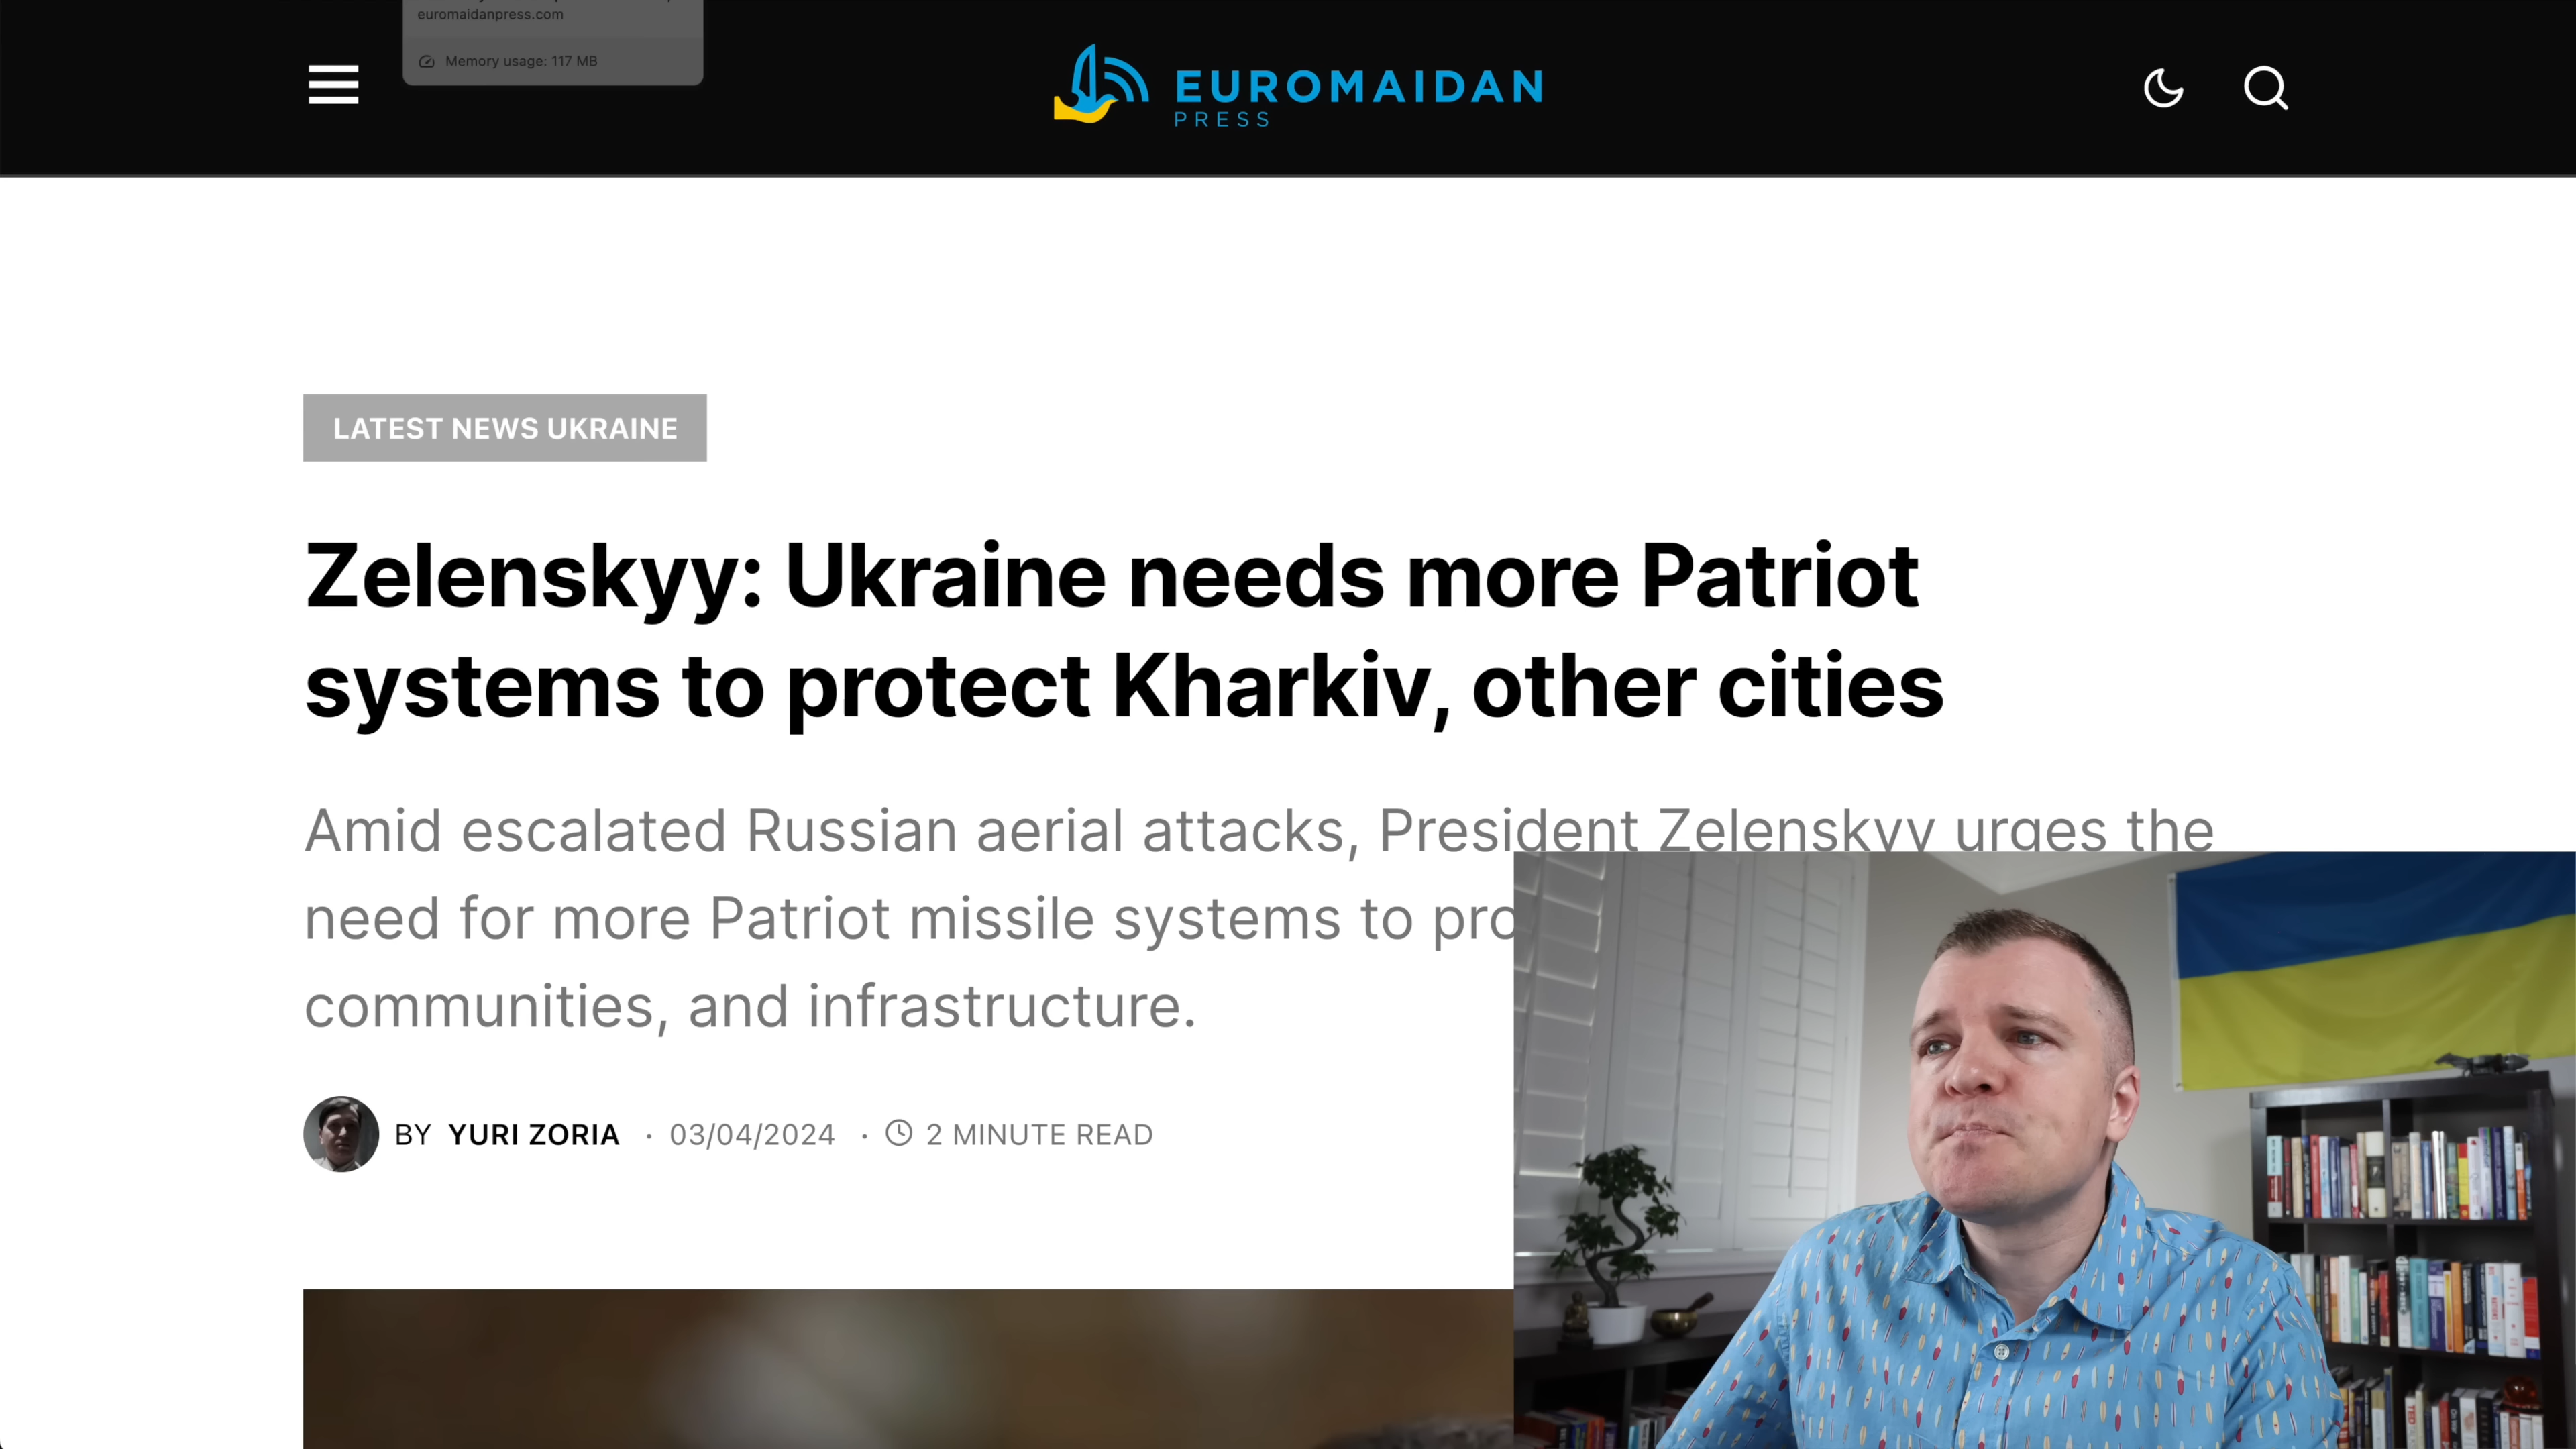 euromaidanpress.com
Memory usage: 117 MB
EUROMAIDAN
PRESS
LATEST NEWS UKRAINE
Zelenskyy: Ukraine needs more Patriot
systems to protect Kharkiv, other cities
Amid escalated Russian aerial attacks, President Zelenskyy urges the
need for more Patriot missile systems to pro
communities, and infrastructure.
BY YURI ZORIA · 03/04/2024 · 2 MINUTE READ